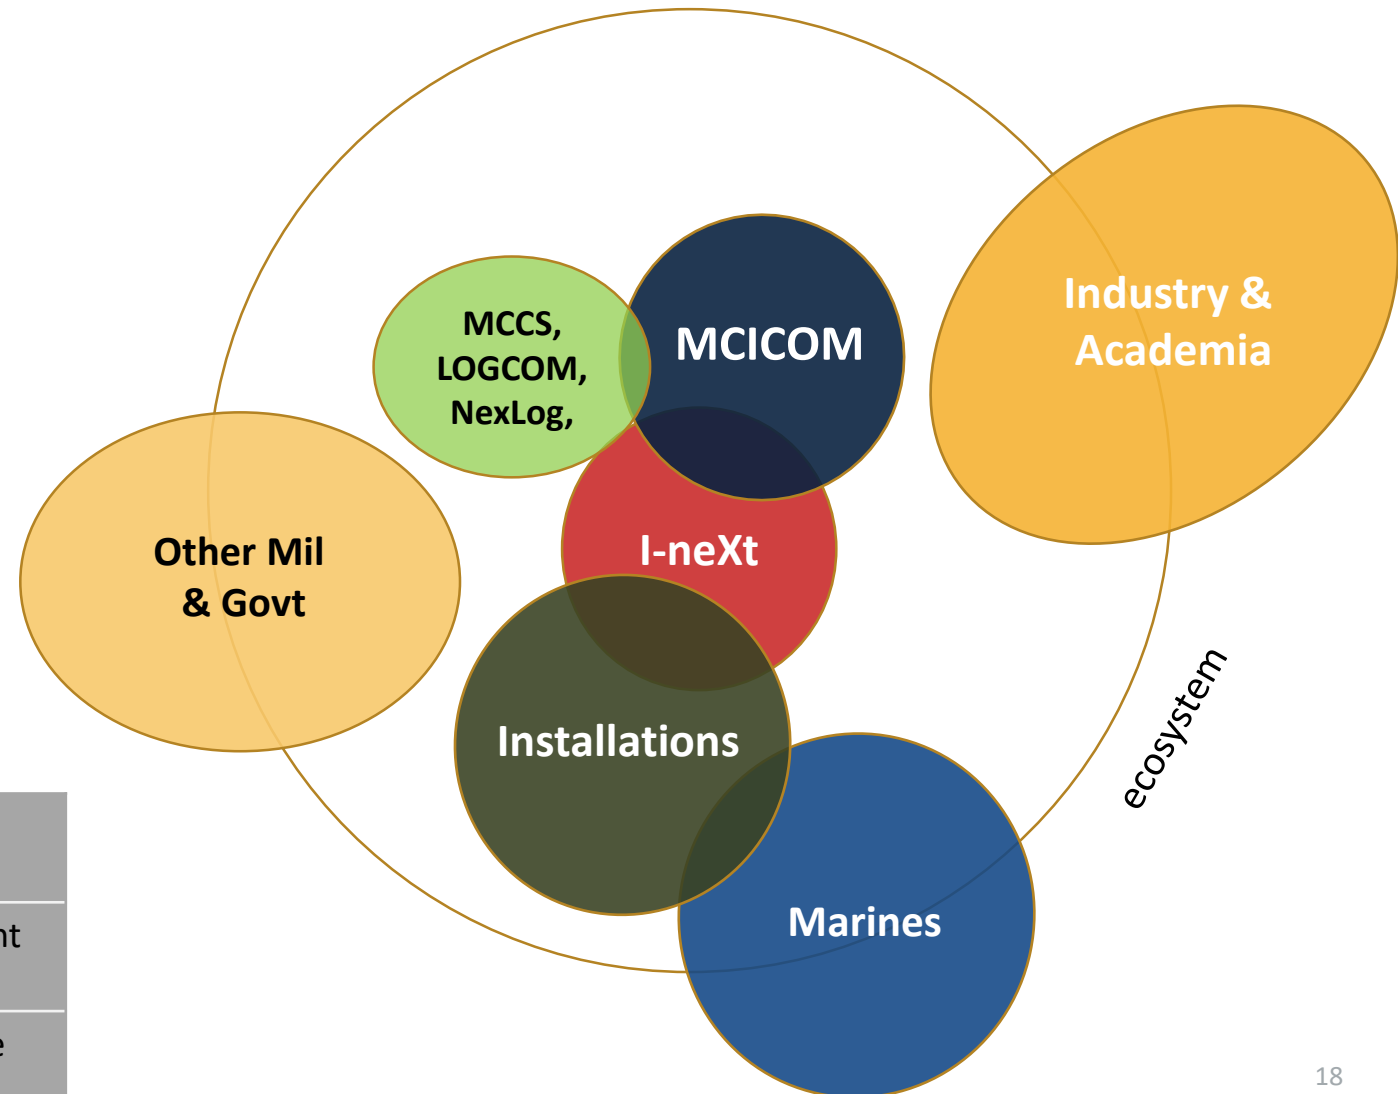 MCCS,
LOGCOM,
NexLog,
MCICOM
Industry &
Academia
I-neXt
Other Mil
& Govt
Installations
ecosystem
Marines
18